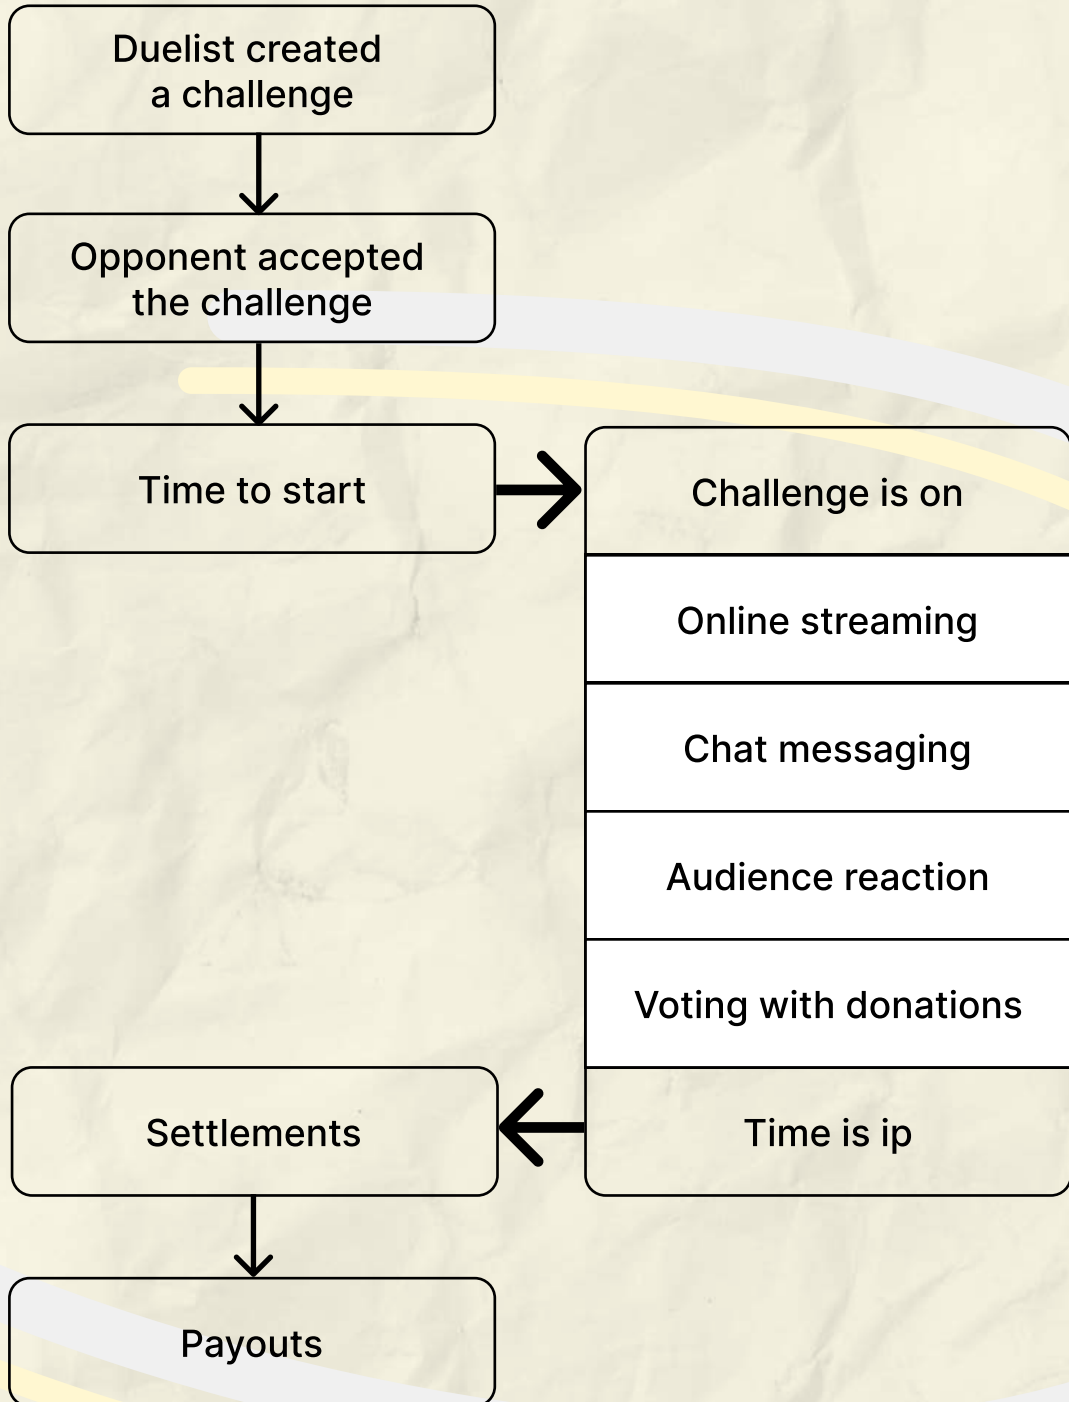 Duelist created
a challenge
Opponent accepted
the challenge
Time to start
Challenge is on
Online streaming
Chat messaging
Audience reaction
Voting with donations
Time is ip
Settlements
Payouts